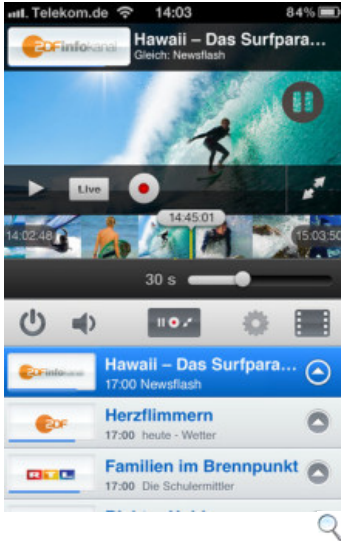 Telekom.de 14:03 84%
ZDFinfokanal
Hawaii – Das Surfpara...
Gleich: Newsflash
Live
14:45:01
14:02:48
15:03:50
30 s
ZDFinfokanal
Hawaii – Das Surfpara...
17:00 Newsflash
ZDF
Herzflimmern
17:00 heute - Wetter
RTL
Familien im Brennpunkt
17:00 Die Schulermittler